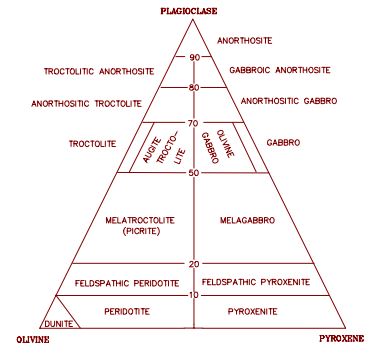 PLAGIOCLASE
ANORTHOSITE
90
TROCTOLITIC ANORTHOSITE
GABBROIC ANORTHOSITE
80
ANORTHOSITIC TROCTOLITE
ANORTHOSITIC GABBRO
70
TROCTOLITE
AUGITE
TROCTO–
LITE
OLIVINE
GABBRO
GABBRO
50
MELATROCTOLITE
(PICRITE)
MELAGABBRO
20
FELDSPATHIC PERIDOTITE
FELDSPATHIC PYROXENITE
10
PERIDOTITE
PYROXENITE
DUNITE
OLIVINE
PYROXENE